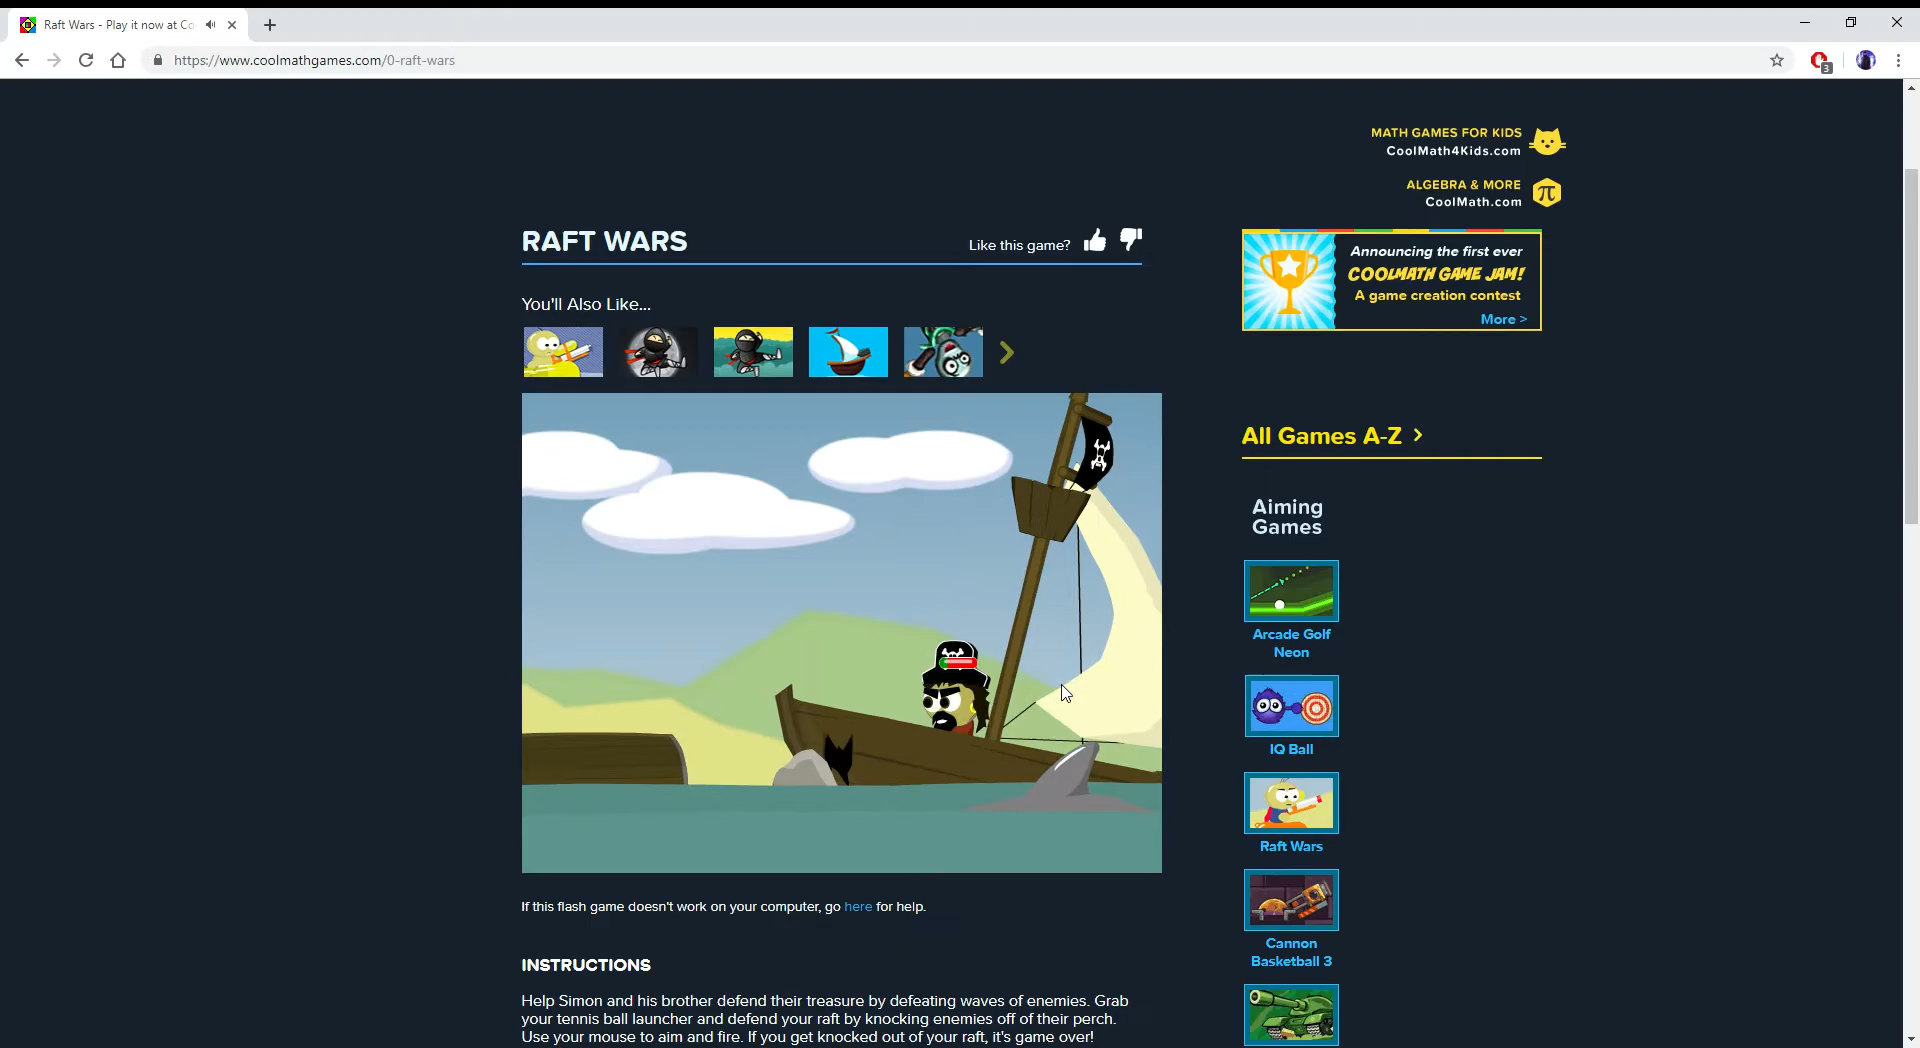 Raft Wars - Play it now at Co
https://www.coolmathgames.com/0-raft-wars
3
MATH GAMES FOR KIDS
CoolMath4Kids.com
ALGEBRA & MORE
CoolMath.com
π
RAFT WARS
Like this game?
Announcing the first ever
COOLMATH GAME JAM!
A game creation contest
More >
You'll Also Like...
All Games A-Z >
Aiming
Games
Arcade Golf
Neon
IQ Ball
Raft Wars
Cannon
Basketball 3
If this flash game doesn't work on your computer, go here for help.
INSTRUCTIONS
Help Simon and his brother defend their treasure by defeating waves of enemies. Grab
your tennis ball launcher and defend your raft by knocking enemies off of their perch.
Use your mouse to aim and fire. If you get knocked out of your raft, it's game over!